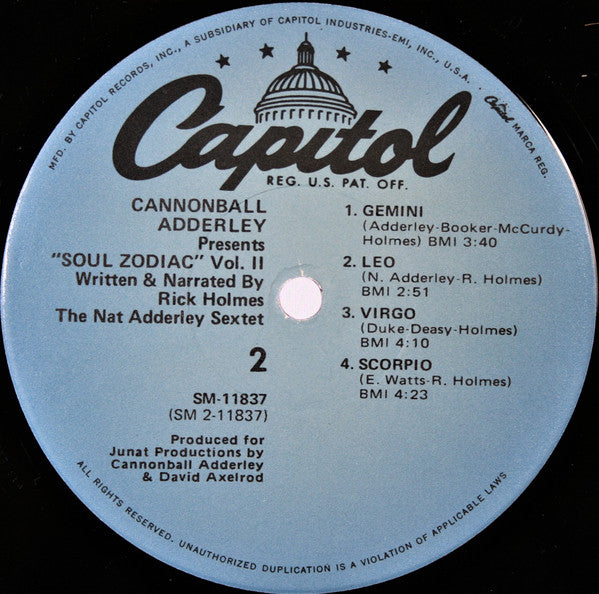 MFD. BY CAPITOL RECORDS, INC., A SUBSIDIARY OF CAPITOL INDUSTRIES-EMI, INC., U.S.A. . Capitol MARCA REG.
Capitol
REG. U.S. PAT. OFF.
CANNONBALL
ADDERLEY
Presents
"SOUL ZODIAC" Vol. II
Written & Narrated By
Rick Holmes
The Nat Adderley Sextet
2
SM-11837
(SM 2-11837)
Produced for
Junat Productions by
Cannonball Adderley
& David Axelrod
1. GEMINI
(Adderley-Booker-McCurdy-
Holmes) BMI 3:40
2. LEO
(N. Adderley-R. Holmes)
BMI 2:51
3. VIRGO
(Duke-Deasy-Holmes)
BMI 4:10
4. SCORPIO
(E. Watts-R. Holmes)
BMI 4:23
ALL RIGHTS RESERVED. UNAUTHORIZED DUPLICATION IS A VIOLATION OF APPLICABLE LAWS